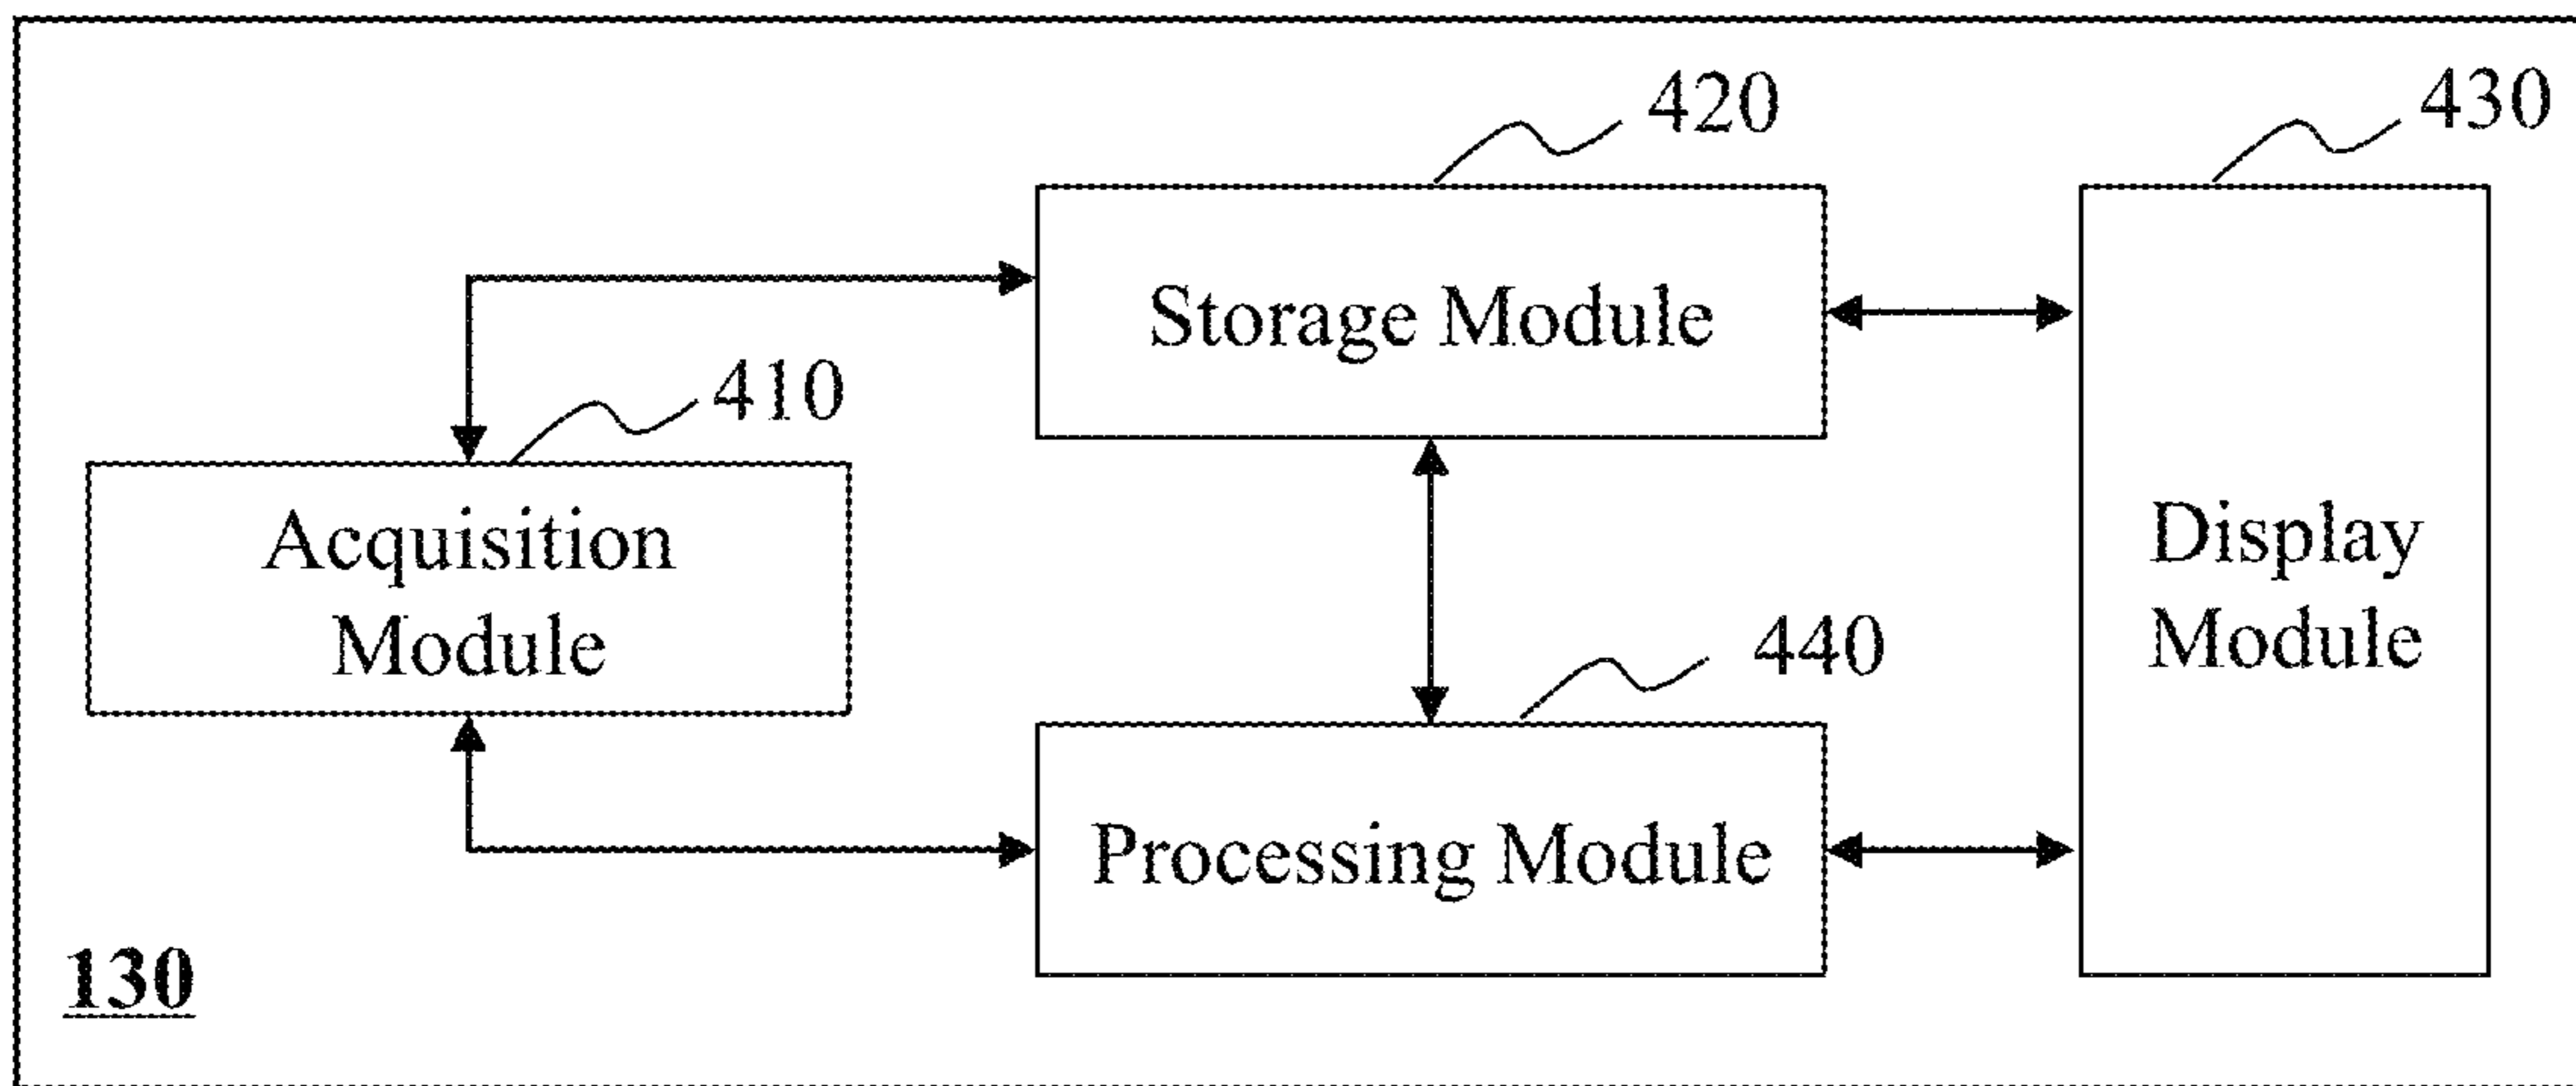 420
430
Storage Module
410
Acquisition
Module
Display
Module
440
Processing Module
130